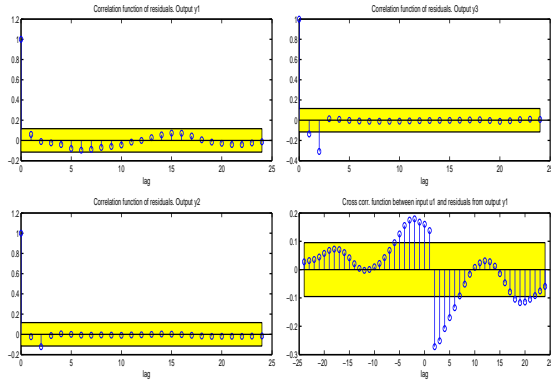 Correlation function of residuals. Output y1
1.2
1
0.8
0.6
0.4
0.2
0
−0.2
0 5 10 15 20 25
lag
Correlation function of residuals. Output y3
1
0.8
0.6
0.4
0.2
0
−0.2
−0.4
0 5 10 15 20 25
lag
Correlation function of residuals. Output y2
1.2
1
0.8
0.6
0.4
0.2
0
−0.2
0 5 10 15 20 25
lag
Cross corr. function between input u1 and residuals from output y1
0.2
0.1
0
−0.1
−0.2
−0.3
−25 −20 −15 −10 −5 0 5 10 15 20 25
lag